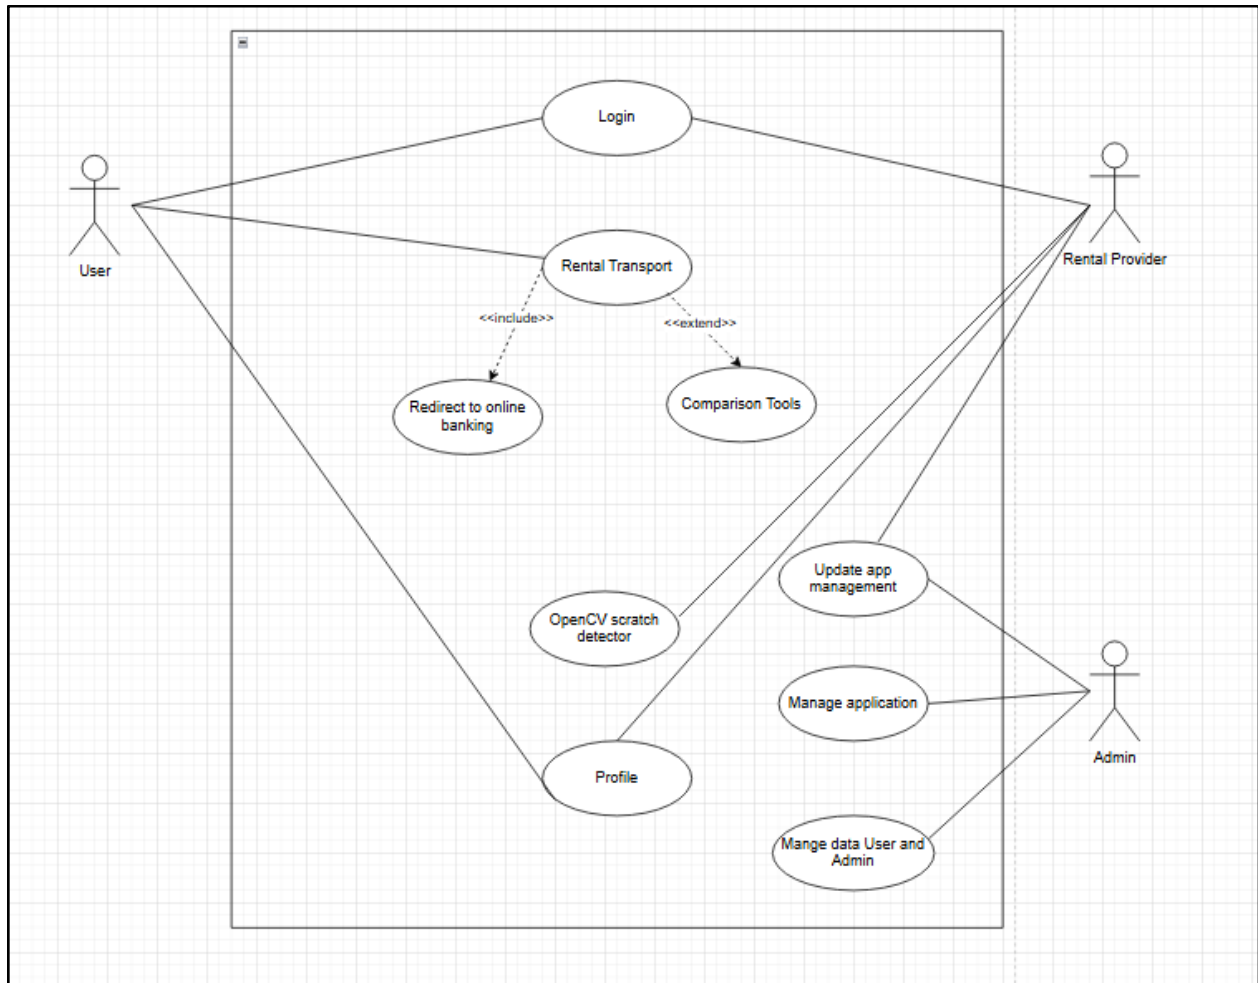 Login
User
Rental Provider
Rental Transport
<<include>>
<<extend>>
Redirect to online
banking
Comparison Tools
Update app
management
OpenCV scratch
detector
Manage application
Admin
Profile
Mange data User and
Admin